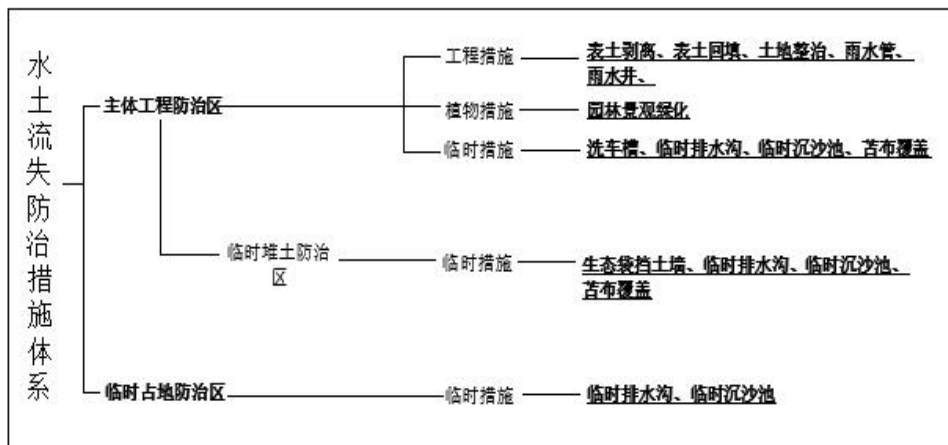 水土流失防治措施体系
主体工程防治区
工程措施
表土剥离、表土回填、土地整治、雨水管、
雨水井、
植物措施
园林景观绿化
临时措施
洗车槽、临时排水沟、临时沉沙池、苫布覆盖
临时堆土防治
区
临时措施
生态袋挡土墙、临时排水沟、临时沉沙池、
苫布覆盖
临时占地防治区
临时措施
临时排水沟、临时沉沙池